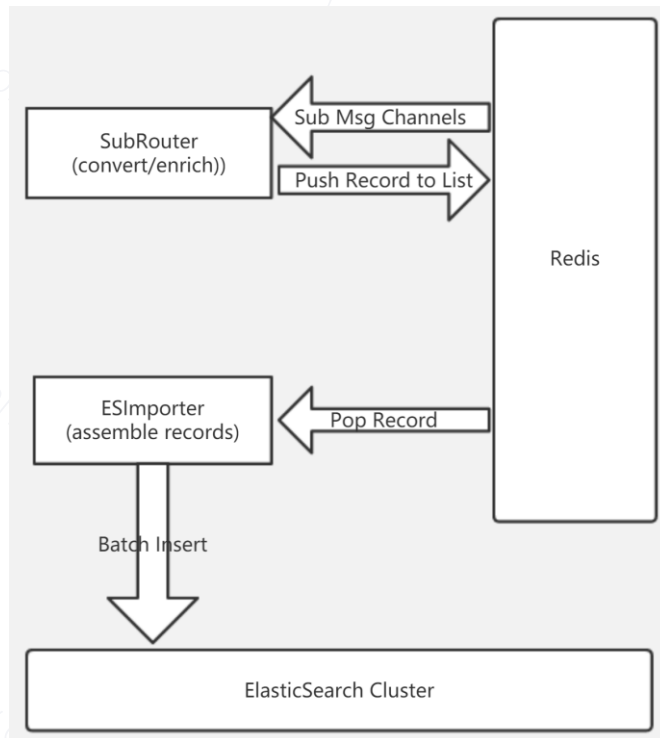 Sub Msg Channels
SubRouter
(convert/enrich))
Push Record to List
Redis
ESImporter
(assemble records)
Pop Record
Batch Insert
ElasticSearch Cluster